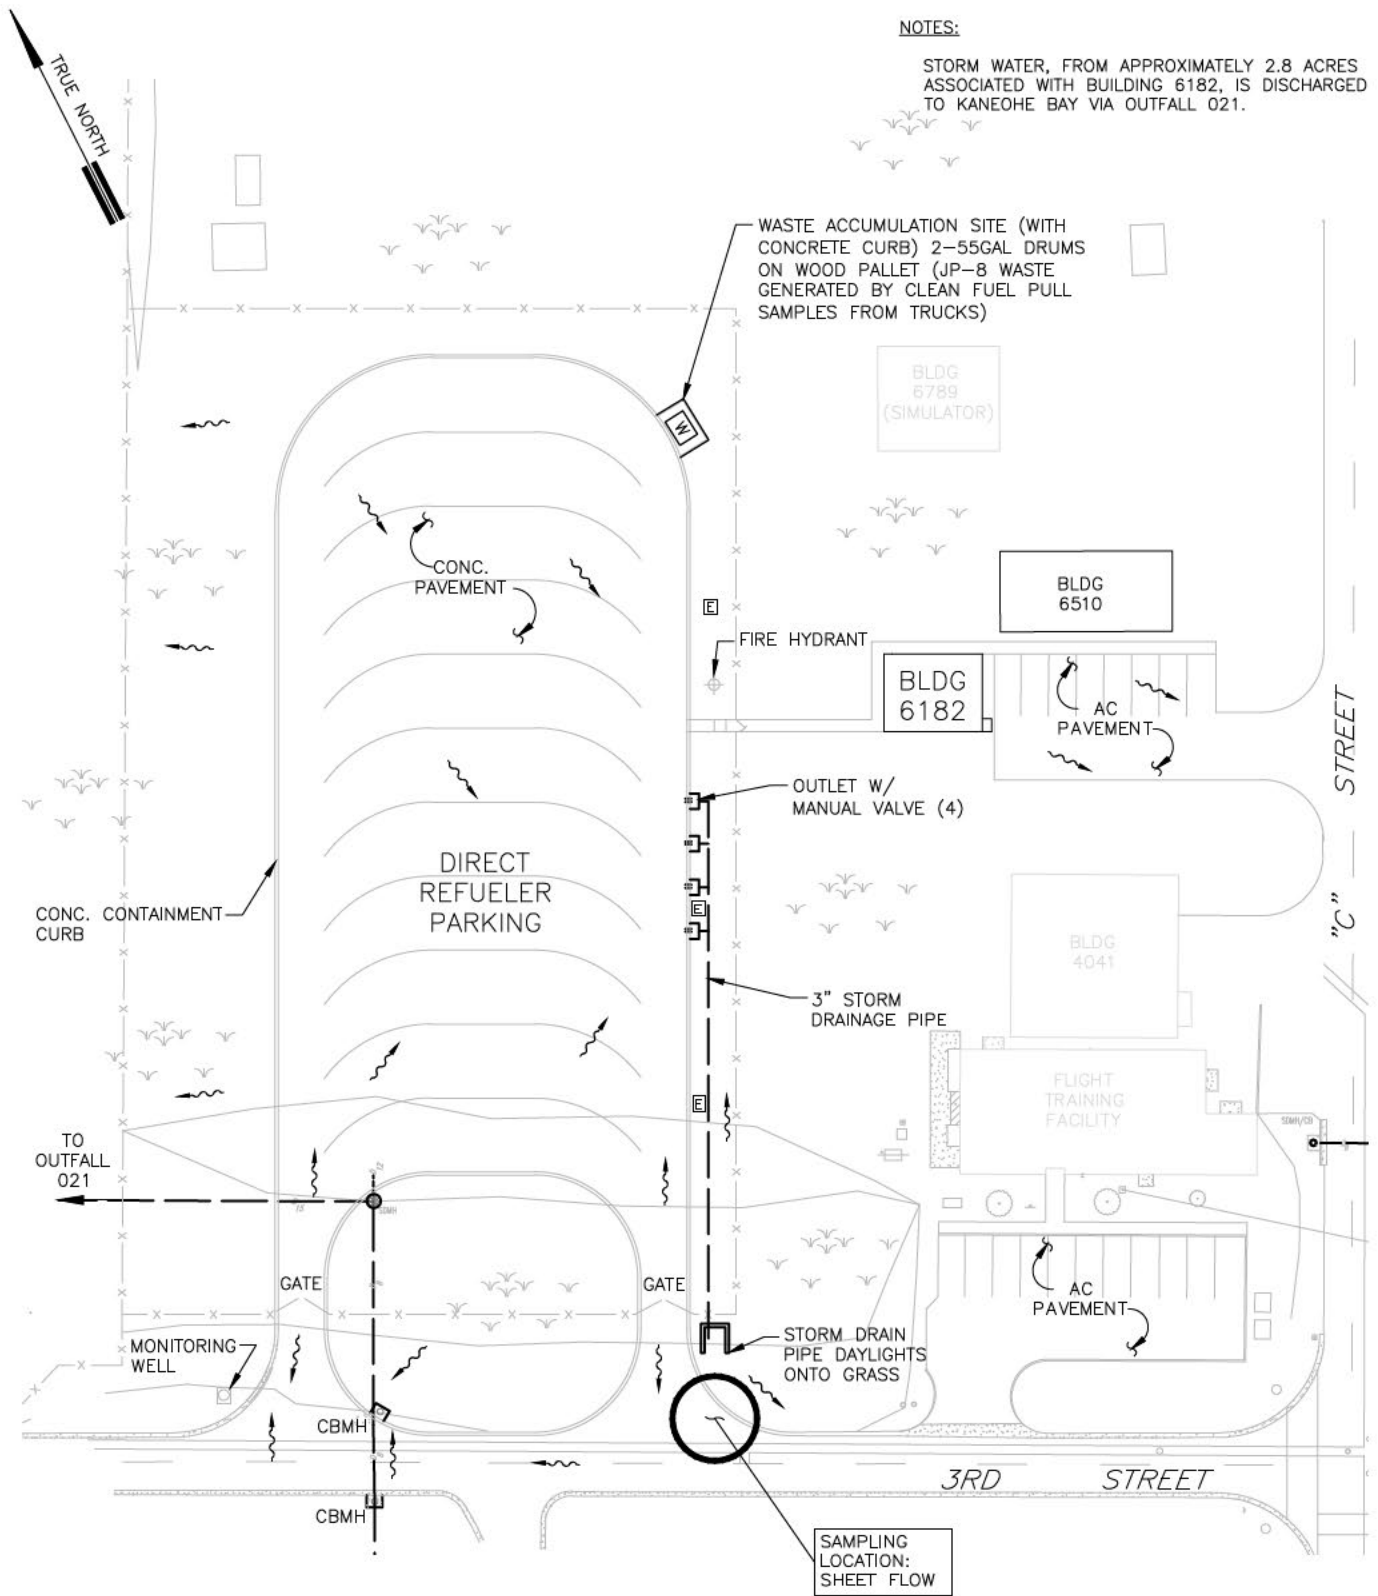 NOTES:
STORM WATER, FROM APPROXIMATELY 2.8 ACRES
ASSOCIATED WITH BUILDING 6182, IS DISCHARGED
TO KANEOHE BAY VIA OUTFALL 021.
TRUE NORTH
WASTE ACCUMULATION SITE (WITH
CONCRETE CURB) 2-55GAL DRUMS
ON WOOD PALLET (JP-8 WASTE
GENERATED BY CLEAN FUEL PULL
SAMPLES FROM TRUCKS)
BLDG
6789
(SIMULATOR)
W
CONC.
PAVEMENT
BLDG
6510
E
FIRE HYDRANT
BLDG
6182
AC
PAVEMENT
"C" STREET
OUTLET W/
MANUAL VALVE (4)
DIRECT
REFUELER
PARKING
CONC. CONTAINMENT
CURB
E
BLDG
4041
3" STORM
DRAINAGE PIPE
E
FLIGHT
TRAINING
FACILITY
SDMH/CB
TO
OUTFALL
021
12
15
SDMH
GATE
GATE
AC
PAVEMENT
MONITORING
WELL
STORM DRAIN
PIPE DAYLIGHTS
ONTO GRASS
CBMH
3RD STREET
CBMH
SAMPLING
LOCATION:
SHEET FLOW